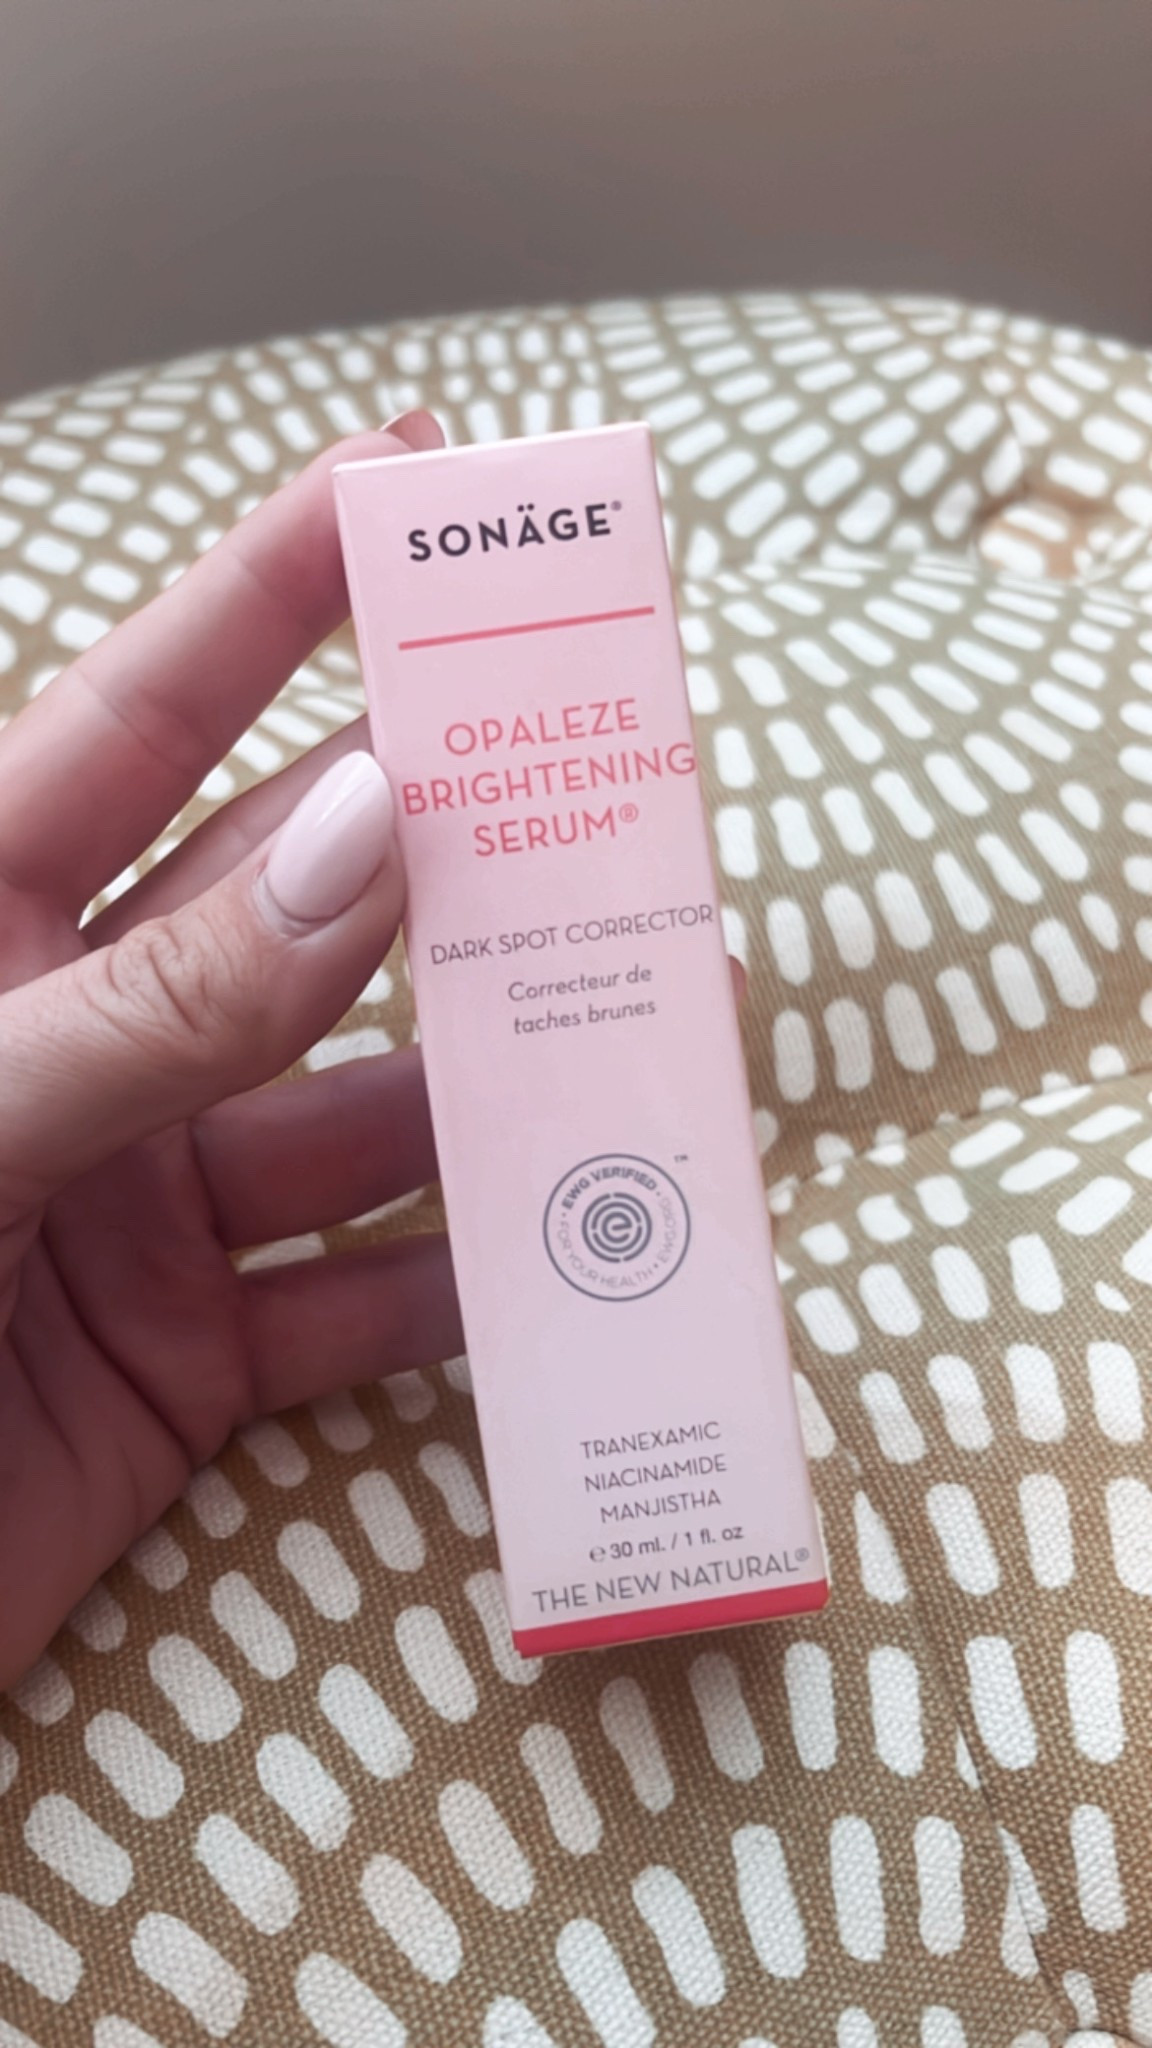 SONÄGE®
OPALEZE
BRIGHTENING
SERUM®
DARK SPOT CORRECTOR
Correcteur de
taches brunes
EWG VERIFIED • EWG.ORG • FOR YOUR HEALTH •
TM
e
TRANEXAMIC
NIACINAMIDE
MANJISTHA
℮ 30 ml. / 1 fl. oz
THE NEW NATURAL®